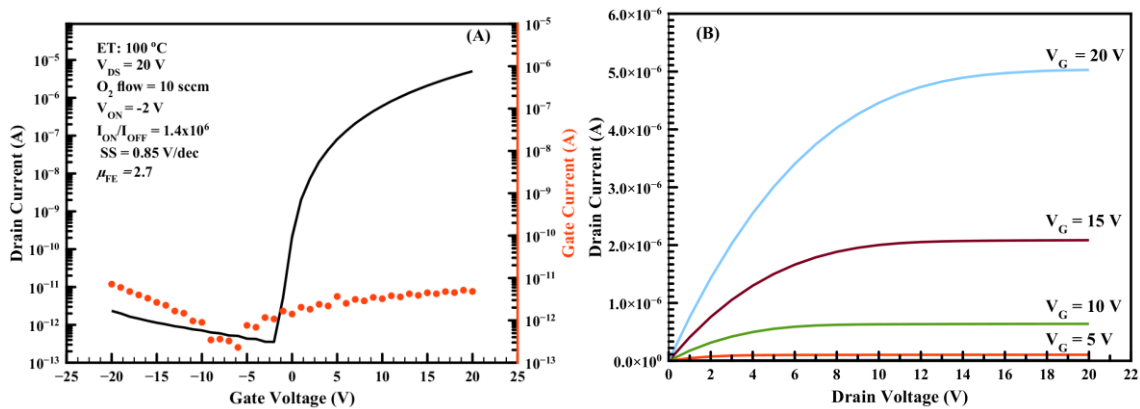 (A)
ET: 100 °C
V_DS = 20 V
O_2 flow = 10 sccm
V_ON = -2 V
I_ON/I_OFF = 1.4x10^6
SS = 0.85 V/dec
μ_FE = 2.7
Drain Current (A)
10^-5
10^-6
10^-7
10^-8
10^-9
10^-10
10^-11
10^-12
10^-13
−25 −20 −15 −10 −5 0 5 10 15 20 25
Gate Voltage (V)
10^-5
10^-6
10^-7
10^-8
10^-9
10^-10
10^-11
10^-12
10^-13
Gate Current (A)
(B)
Drain Current (A)
6.0×10^-6
5.0×10^-6
4.0×10^-6
3.0×10^-6
2.0×10^-6
1.0×10^-6
0.0×10^0
V_G = 20 V
V_G = 15 V
V_G = 10 V
V_G = 5 V
0 2 4 6 8 10 12 14 16 18 20 22
Drain Voltage (V)